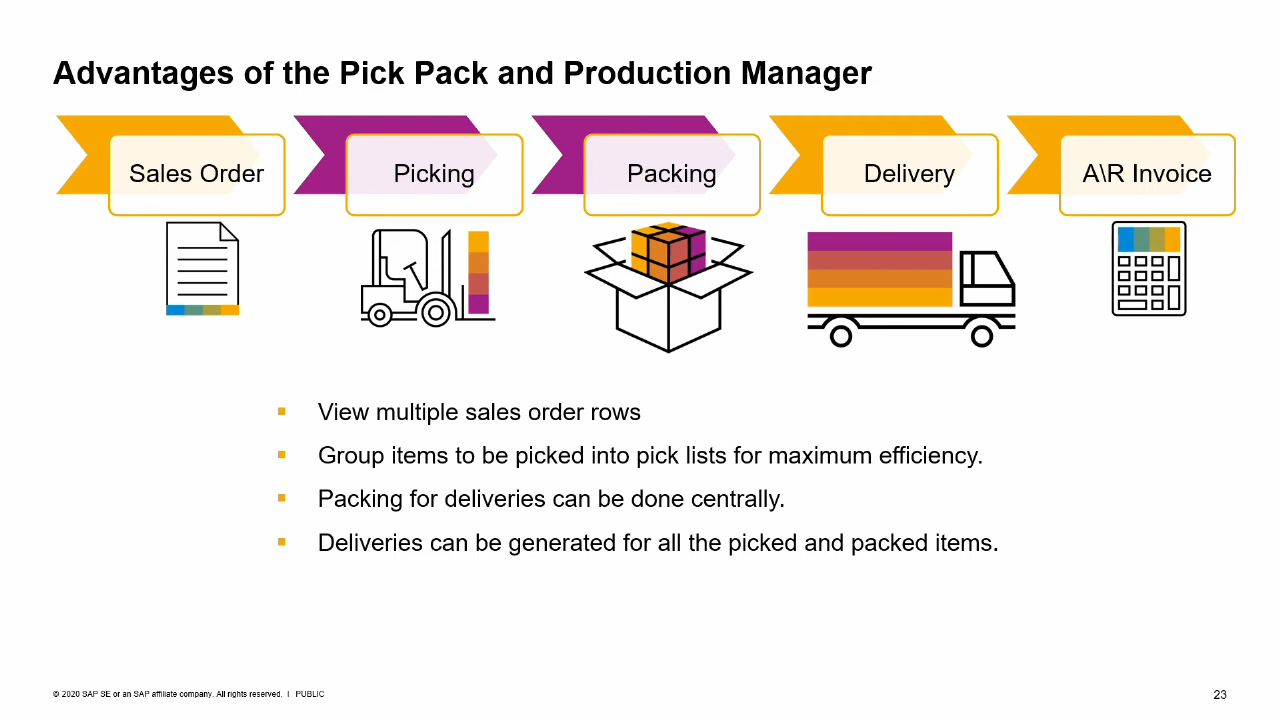 Advantages of the Pick Pack and Production Manager
Sales Order
Picking
Packing
Delivery
A\R Invoice
View multiple sales order rows
Group items to be picked into pick lists for maximum efficiency.
Packing for deliveries can be done centrally.
Deliveries can be generated for all the picked and packed items.
© 2020 SAP SE or an SAP affiliate company. All rights reserved. I PUBLIC
23